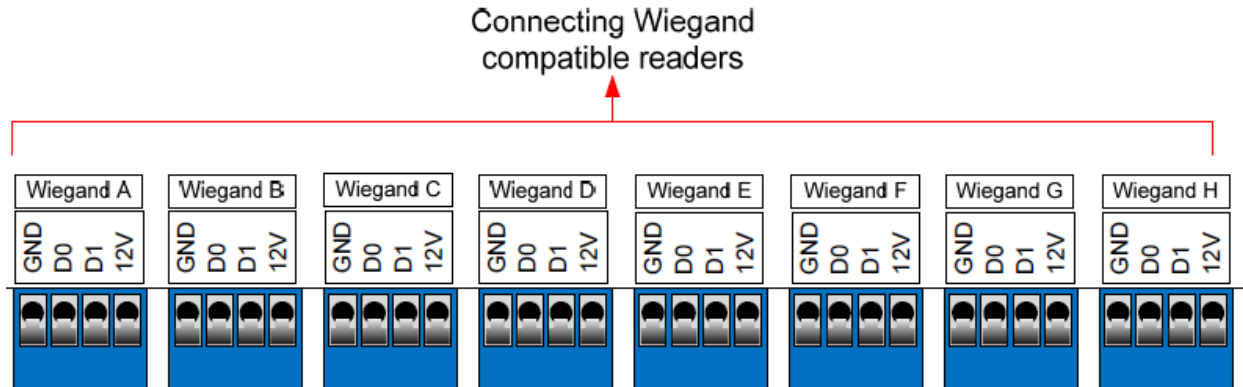 Connecting Wiegand
compatible readers
Wiegand A Wiegand B Wiegand C Wiegand D Wiegand E Wiegand F Wiegand G Wiegand H
GND D0 D1 12V GND D0 D1 12V GND D0 D1 12V GND D0 D1 12V GND D0 D1 12V GND D0 D1 12V GND D0 D1 12V GND D0 D1 12V